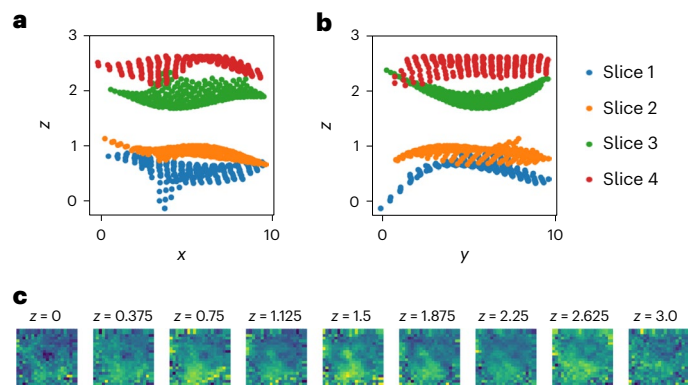 a
b
3
2
1
0
z
0
10
x
3
2
1
0
z
0
10
y
Slice 1
Slice 2
Slice 3
Slice 4
c
z = 0
z = 0.375
z = 0.75
z = 1.125
z = 1.5
z = 1.875
z = 2.25
z = 2.625
z = 3.0